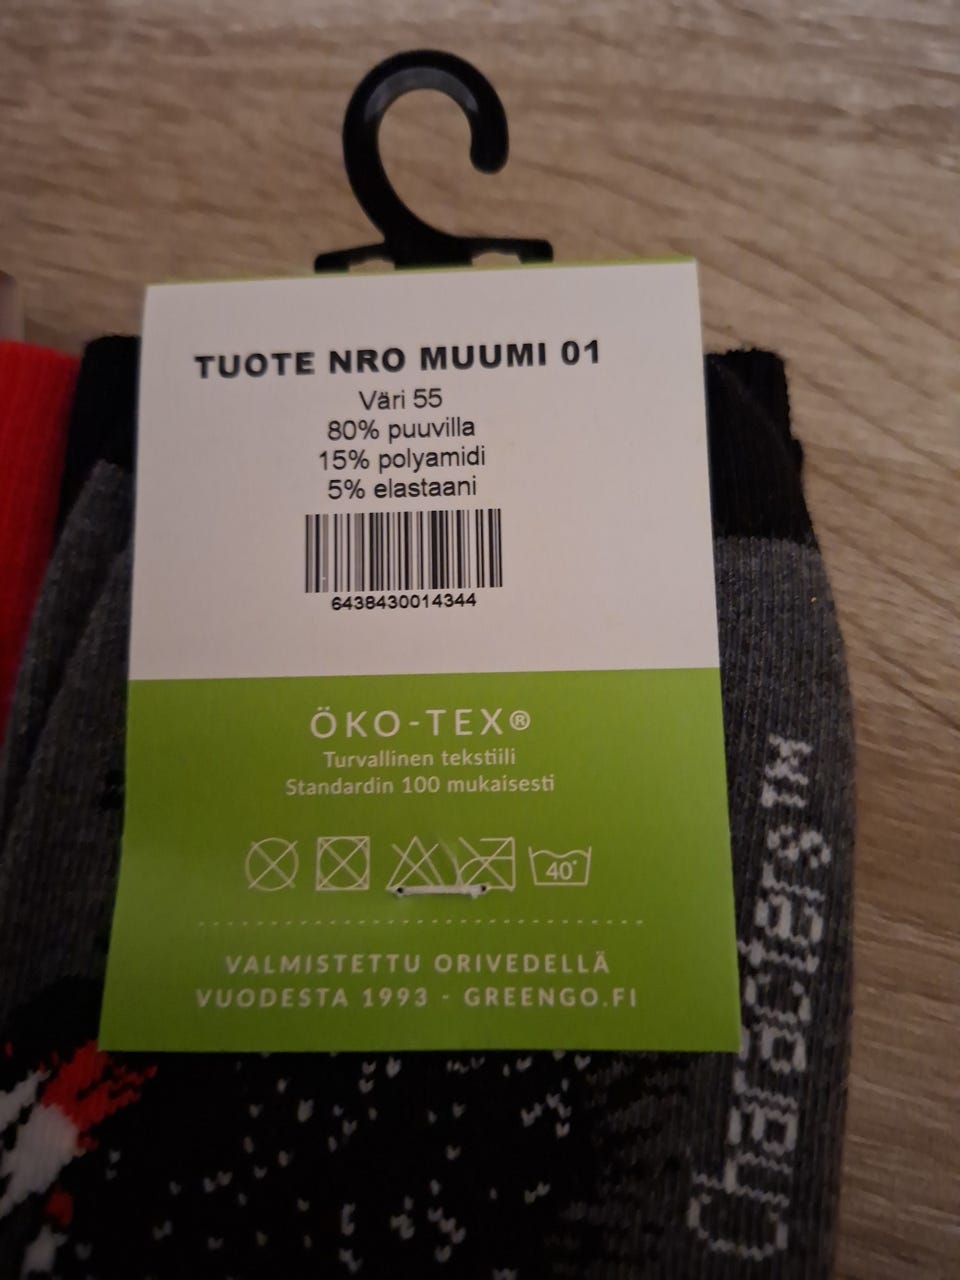 TUOTE NRO MUUMI 01
Väri 55
80% puuvilla
15% polyamidi
5% elastaani
6438430014344
ÖKO-TEX®
Turvallinen tekstiili
Standardin 100 mukaisesti
40°
VALMISTETTU ORIVEDELLÄ
VUODESTA 1993 - GREENGO.FI